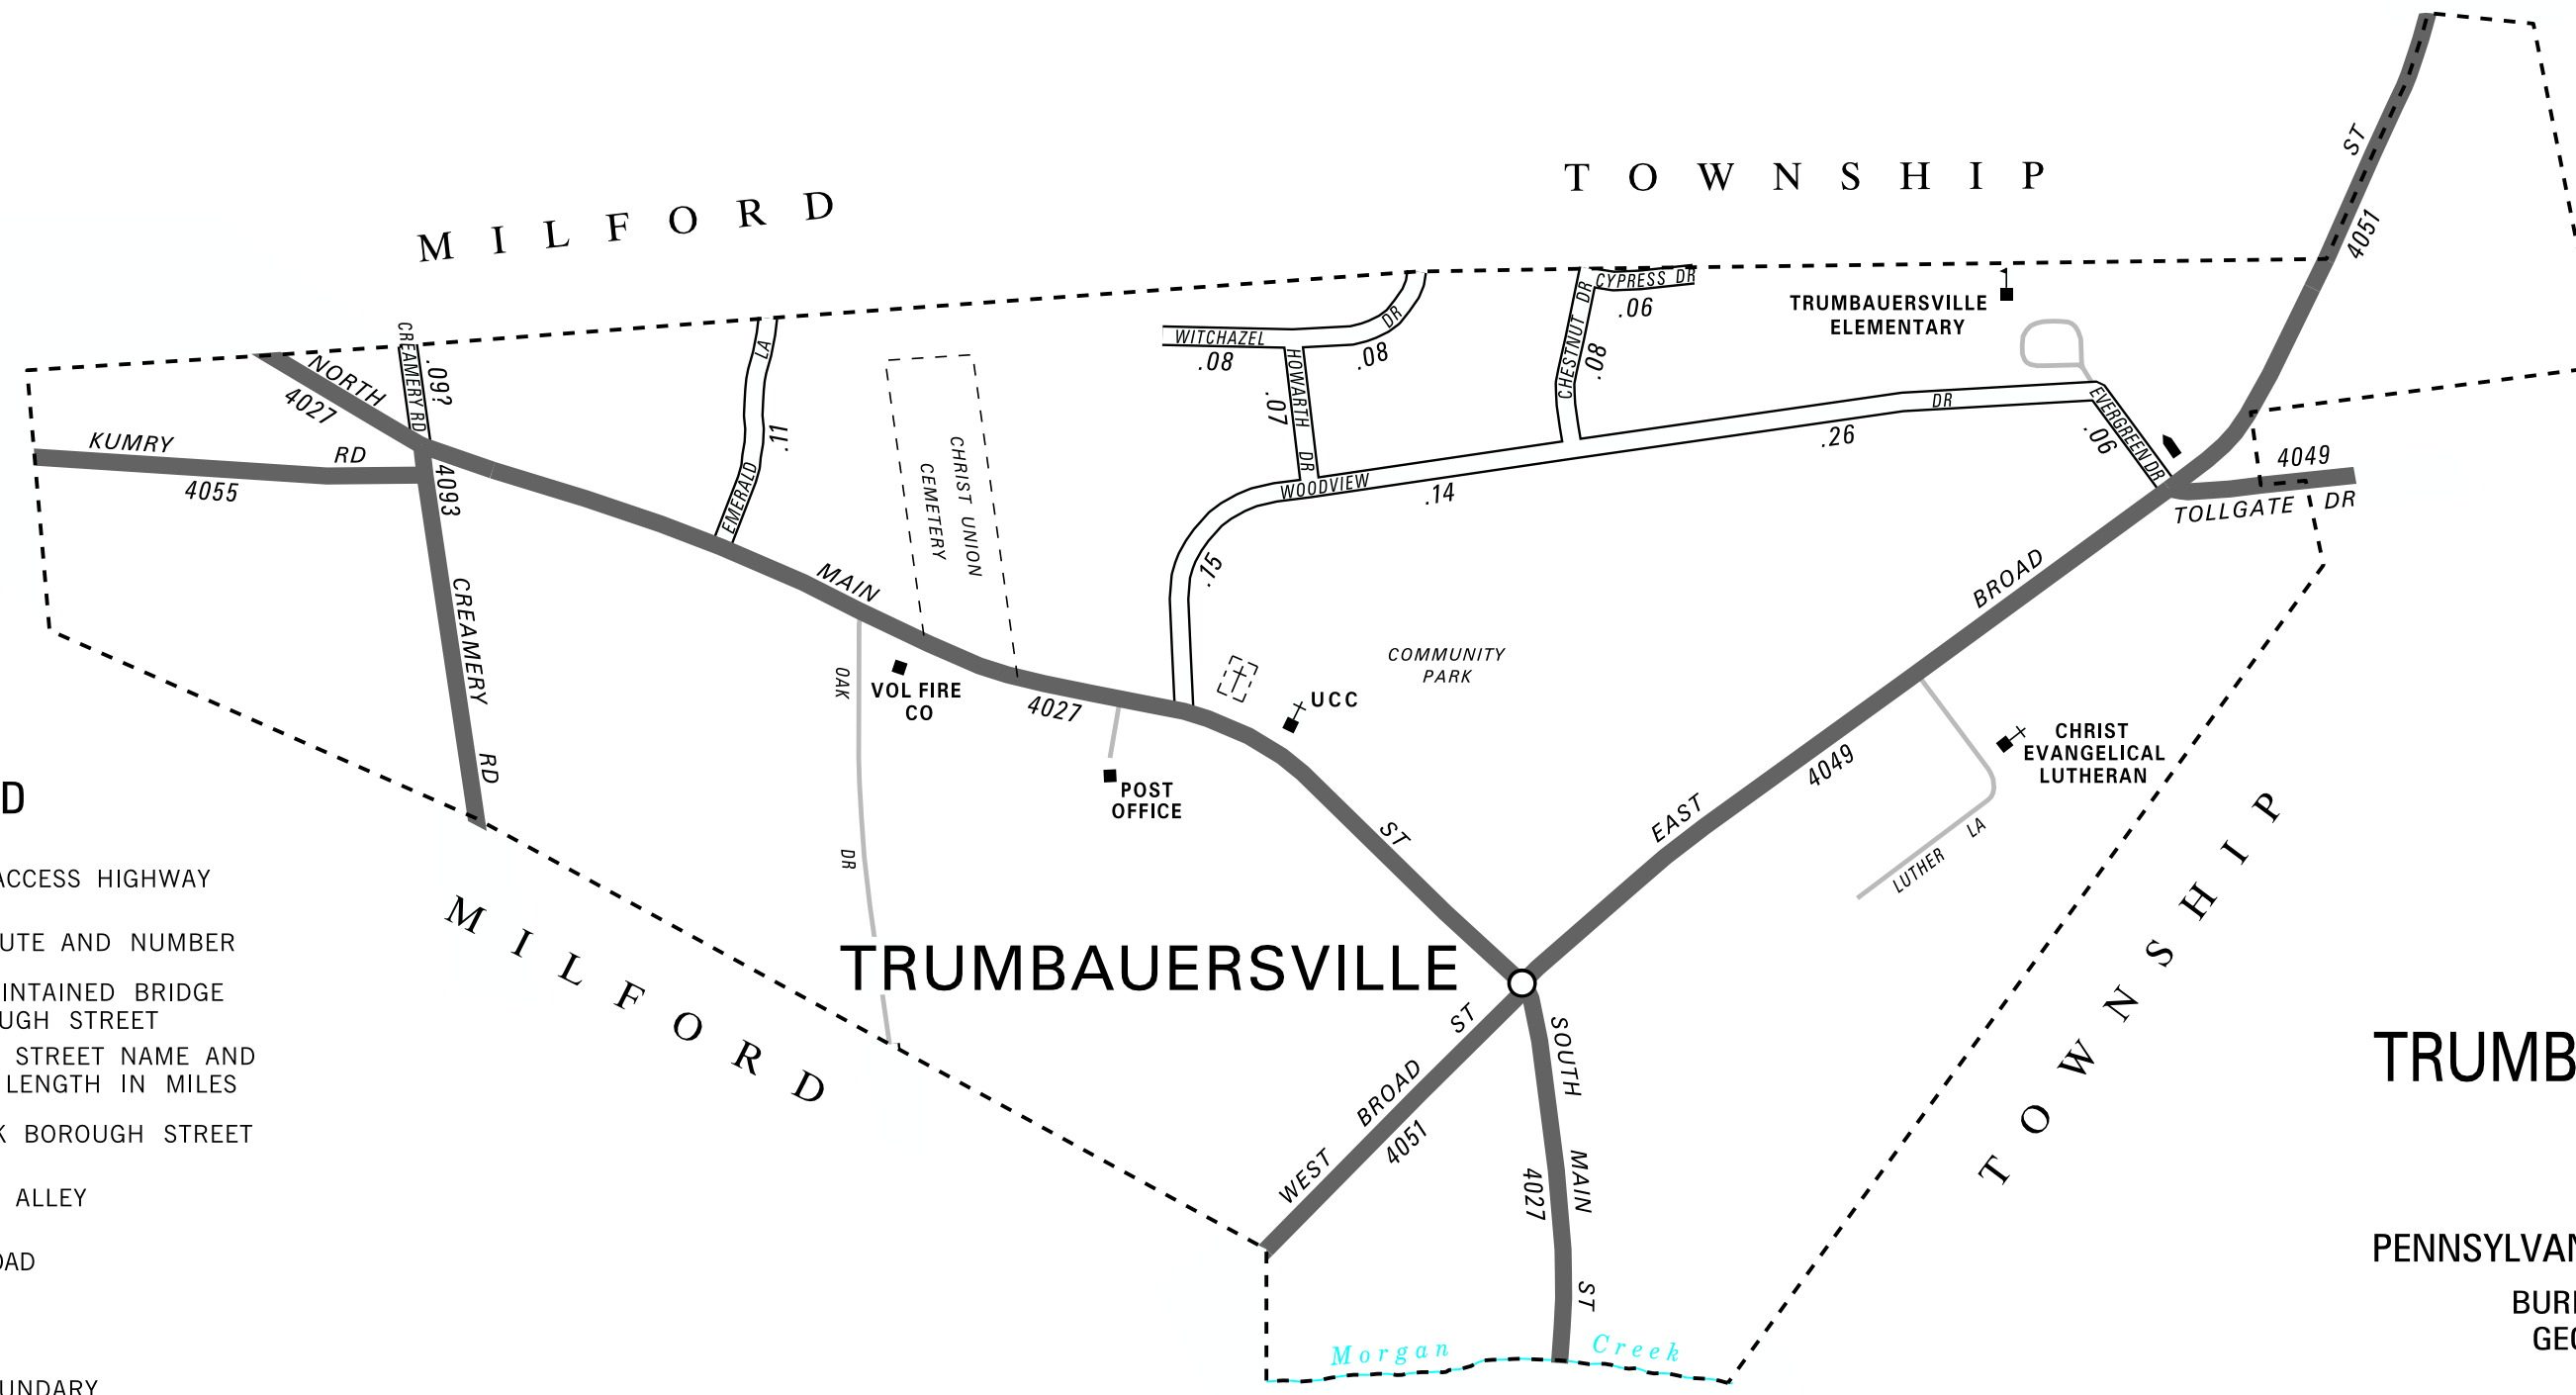 MILFORD
TOWNSHIP
ST
4051
NORTH
4027
CREAMERY RD
.09?
KUMRY RD
4055
4093
CREAMERY RD
EMERALD LA
.11
CHRIST UNION
CEMETERY
WITCHAZEL DR
.08
.08
HOWARTH DR
.07
CHESTNUT DR
.08
CYPRESS DR
.06
TRUMBAUERSVILLE
ELEMENTARY
WOODVIEW DR
.14
.26
.15
EVERGREEN DR
.06
4049
TOLLGATE DR
MAIN
4027
ST
OAK DR
VOL FIRE
CO
POST
OFFICE
UCC
COMMUNITY
PARK
EAST BROAD
4049
LUTHER LA
CHRIST
EVANGELICAL
LUTHERAN
TRUMBAUERSVILLE
WEST BROAD ST
4051
SOUTH MAIN ST
4027
MILFORD
TOWNSHIP
Morgan Creek
D
ACCESS HIGHWAY
UTE AND NUMBER
INTAINED BRIDGE
UGH STREET
STREET NAME AND
LENGTH IN MILES
K BOROUGH STREET
ALLEY
OAD
UNDARY
TRUMB
PENNSYLVAN
BUR
GEO